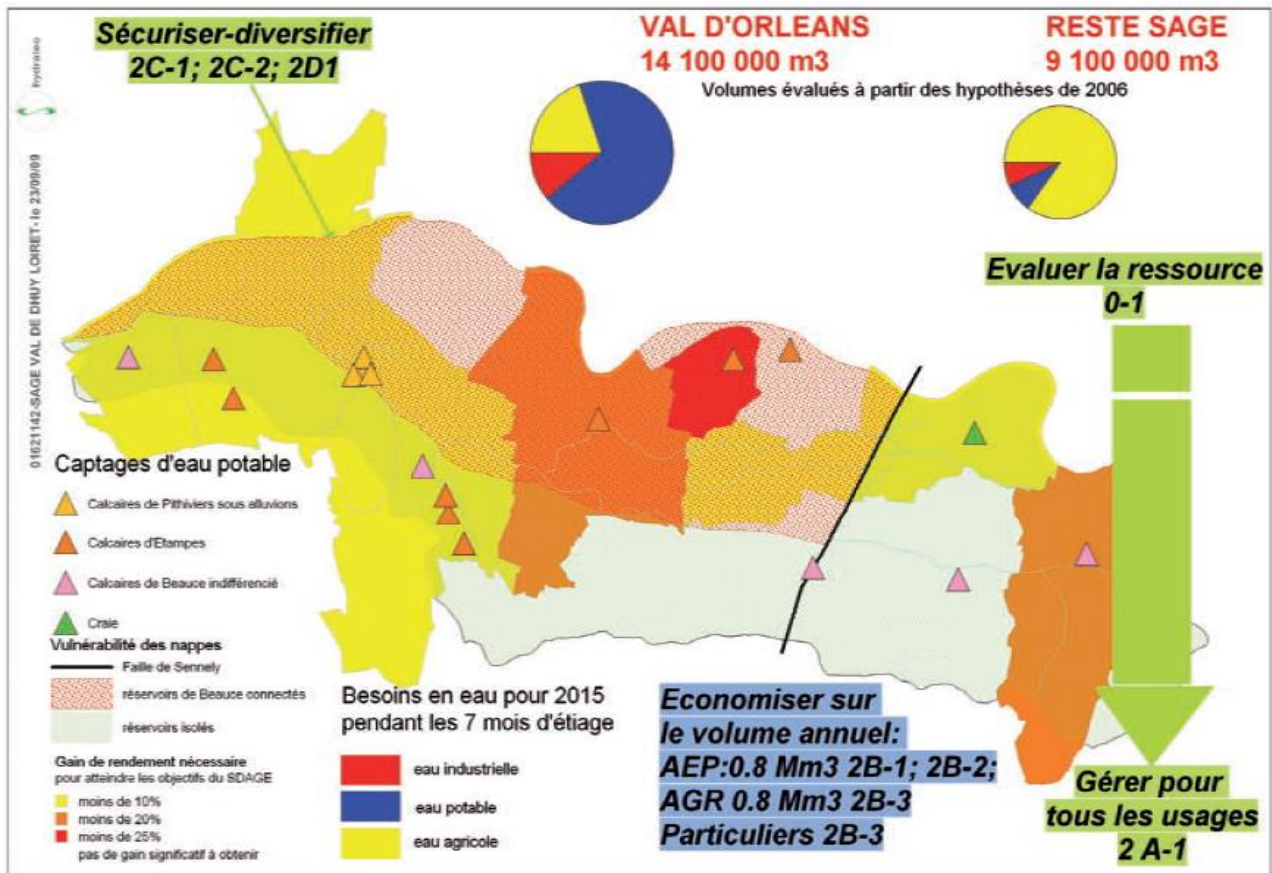 Sécuriser-diversifier
2C-1; 2C-2; 2D1
VAL D'ORLEANS
14 100 000 m3
RESTE SAGE
9 100 000 m3
Volumes évalués à partir des hypothèses de 2006
hydratec
01621142-SAGE VAL DE DHUY LOIRET- le 23/09/09
Evaluer la ressource
0-1
Captages d'eau potable
Calcaires de Pithiviers sous alluvions
Calcaires d'Etampes
Calcaires de Beauce indifférencié
Craie
Vulnérabilité des nappes
Faille de Sennely
réservoirs de Beauce connectés
réservoirs isolés
Gain de rendement nécessaire
pour atteindre les objectifs du SDAGE
moins de 10%
moins de 20%
moins de 25%
pas de gain significatif à obtenir
Besoins en eau pour 2015
pendant les 7 mois d'étiage
eau industrielle
eau potable
eau agricole
Economiser sur
le volume annuel:
AEP:0.8 Mm3 2B-1; 2B-2;
AGR 0.8 Mm3 2B-3
Particuliers 2B-3
Gérer pour
tous les usages
2 A-1